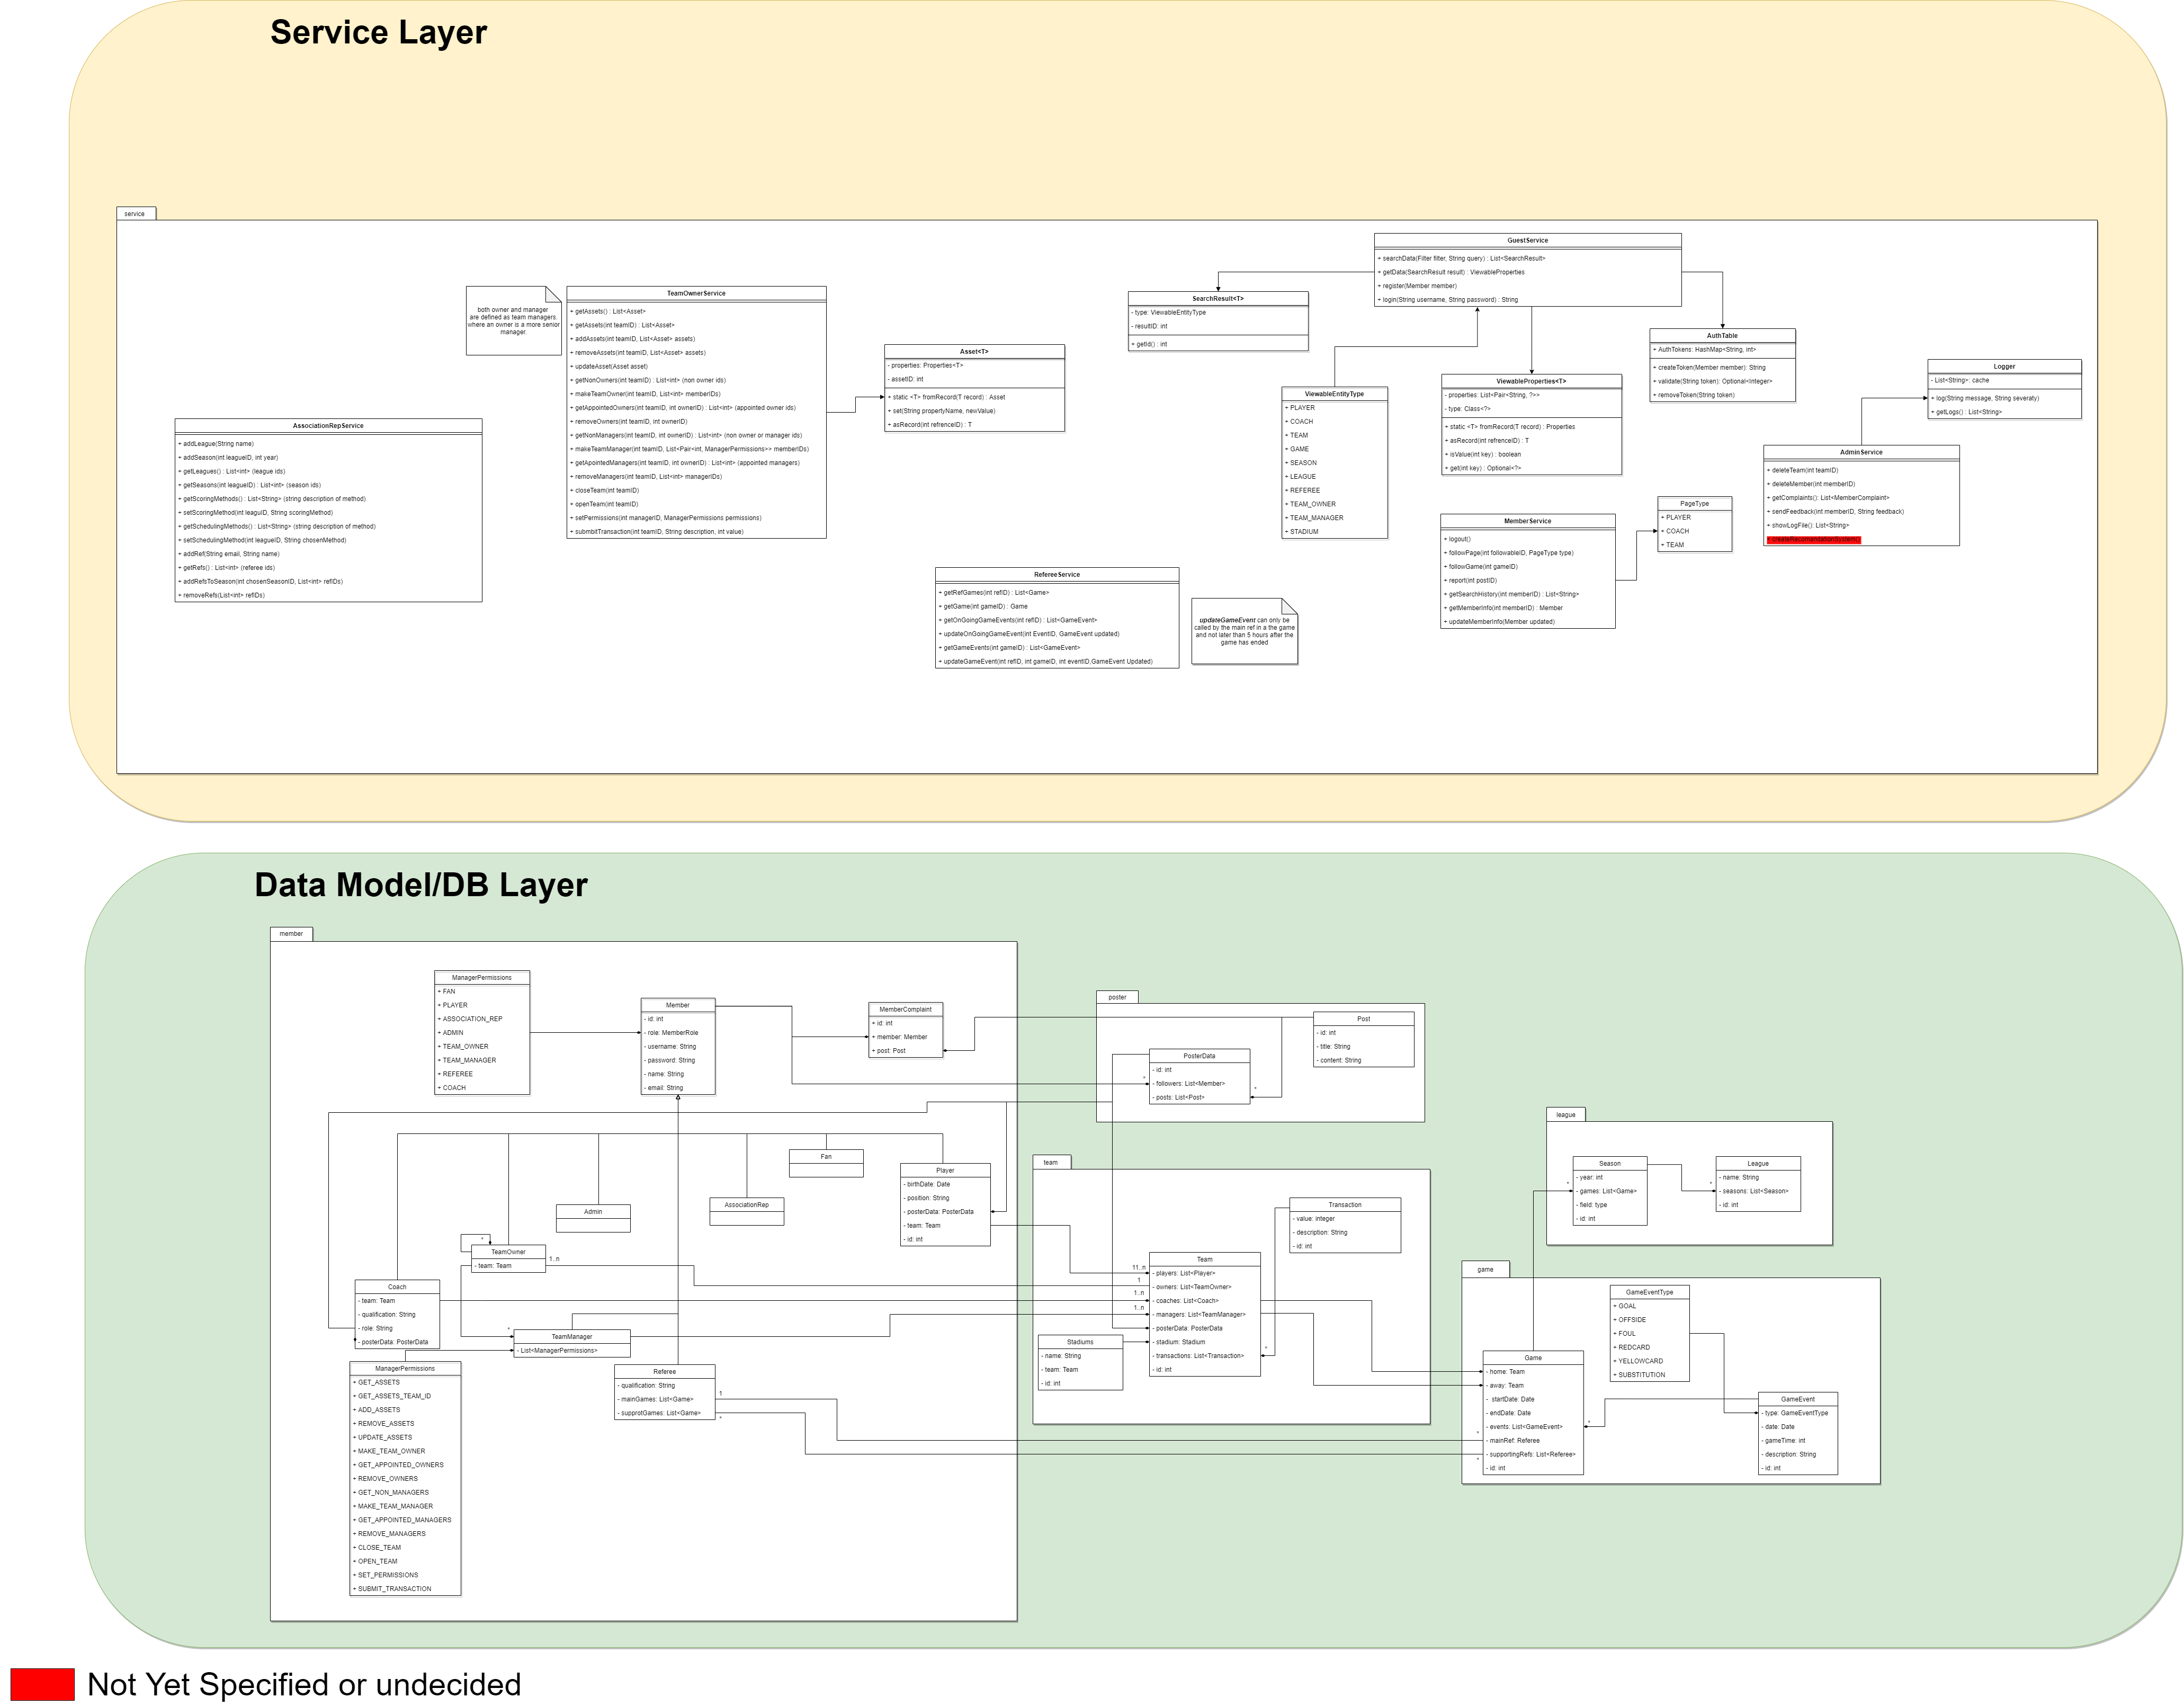 Service Layer
service
both owner and manager
are defined as team managers.
where an owner is a more senior
manager.
TeamOwnerService
+ getAssets() : List<Asset>
+ getAssets(int teamID) : List<Asset>
+ addAssets(int teamID, List<Asset> assets)
+ removeAssets(int teamID, List<Asset> assets)
+ updateAsset(Asset asset)
+ getNonOwners(int teamID) : List<int> (non owner ids)
+ makeTeamOwner(int teamID, List<int> memberIDs)
+ getAppointedOwners(int teamID, int ownerID) : List<int> (appointed owner ids)
+ removeOwners(int teamID, int ownerID)
+ getNonManagers(int teamID, int ownerID) : List<int> (non owner or manager ids)
+ makeTeamManager(int teamID, List<Pair<int, ManagerPermissions>> memberIDs)
+ getApointedManagers(int teamID, int ownerID) : List<int> (appointed managers)
+ removeManagers(int teamID, List<int> managerIDs)
+ closeTeam(int teamID)
+ openTeam(int teamID)
+ setPermissions(int managerID, ManagerPermissions permissions)
+ submbitTransaction(int teamID, String description, int value)
Asset<T>
- properties: Properties<T>
- assetID: int
+ static <T> fromRecord(T record) : Asset
+ set(String propertyName, newValue)
+ asRecord(int refrenceID) : T
AssociationRepService
+ addLeague(String name)
+ addSeason(int leagueID, int year)
+ getLeagues() : List<int> (league ids)
+ getSeasons(int leagueID) : List<int> (season ids)
+ getScoringMethods() : List<String> (string description of method)
+ setScoringMethod(int leaguID, String scoringMethod)
+ getSchedulingMethods() : List<String> (string description of method)
+ setSchedulingMethod(int leagueID, String chosenMethod)
+ addRef(String email, String name)
+ getRefs() : List<int> (referee ids)
+ addRefsToSeason(int chosenSeasonID, List<int> refIDs)
+ removeRefs(List<int> refIDs)
RefereeService
+ getRefGames(int refID) : List<Game>
+ getGame(int gameID) : Game
+ getOnGoingGameEvents(int refID) : List<GameEvent>
+ updateOnGoingGameEvent(int EventID, GameEvent updated)
+ getGameEvents(int gameID) : List<GameEvent>
+ updateGameEvent(int refID, int gameID, int eventID,GameEvent Updated)
updateGameEvent can only be
called by the main ref in a the game
and not later than 5 hours after the
game has ended
GuestService
+ searchData(Filter filter, String query) : List<SearchResult>
+ getData(SearchResult result) : ViewableProperties
+ register(Member member)
+ login(String username, String password) : String
SearchResult<T>
- type: ViewableEntityType
- resultID: int
+ getId() : int
ViewableEntityType
+ PLAYER
+ COACH
+ TEAM
+ GAME
+ SEASON
+ LEAGUE
+ REFEREE
+ TEAM_OWNER
+ TEAM_MANAGER
+ STADIUM
ViewableProperties<T>
- properties: List<Pair<String, ?>>
- type: Class<?>
+ static <T> fromRecord(T record) : Properties
+ asRecord(int refrenceID) : T
+ isValue(int key) : boolean
+ get(int key) : Optional<?>
AuthTable
+ AuthTokens: HashMap<String, int>
+ createToken(Member member): String
+ validate(String token): Optional<Integer>
+ removeToken(String token)
Logger
- List<String>: cache
+ log(String message, String severaty)
+ getLogs() : List<String>
AdminService
+ deleteTeam(int teamID)
+ deleteMember(int memberID)
+ getComplaints(): List<MemberComplaint>
+ sendFeedback(int memberID, String feedback)
+ showLogFile(): List<String>
+ createRecomandationSystem()
MemberService
+ logout()
+ followPage(int followableID, PageType type)
+ followGame(int gameID)
+ report(int postID)
+ getSearchHistory(int memberID) : List<String>
+ getMemberInfo(int memberID) : Member
+ updateMemberInfo(Member updated)
PageType
+ PLAYER
+ COACH
+ TEAM
Data Model/DB Layer
member
ManagerPermissions
+ FAN
+ PLAYER
+ ASSOCIATION_REP
+ ADMIN
+ TEAM_OWNER
+ TEAM_MANAGER
+ REFEREE
+ COACH
Member
- id: int
- role: MemberRole
- username: String
- password: String
- name: String
- email: String
MemberComplaint
+ id: int
+ member: Member
+ post: Post
Fan
Player
- birthDate: Date
- position: String
- posterData: PosterData
- team: Team
- id: int
Admin
AssociationRep
*
TeamOwner
- team: Team
1..n
Coach
- team: Team
- qualification: String
- role: String
- posterData: PosterData
*
TeamManager
- List<ManagerPermissions>
ManagerPermissions
+ GET_ASSETS
+ GET_ASSETS_TEAM_ID
+ ADD_ASSETS
+ REMOVE_ASSETS
+ UPDATE_ASSETS
+ MAKE_TEAM_OWNER
+ GET_APPOINTED_OWNERS
+ REMOVE_OWNERS
+ GET_NON_MANAGERS
+ MAKE_TEAM_MANAGER
+ GET_APPOINTED_MANAGERS
+ REMOVE_MANAGERS
+ CLOSE_TEAM
+ OPEN_TEAM
+ SET_PERMISSIONS
+ SUBMIT_TRANSACTION
Referee
- qualification: String
- mainGames: List<Game>
- supprotGames: List<Game>
1
*
poster
Post
- id: int
- title: String
- content: String
PosterData
- id: int
- followers: List<Member>
- posts: List<Post>
*
*
team
Transaction
- value: integer
- description: String
- id: int
Team
- players: List<Player>
- owners: List<TeamOwner>
- coaches: List<Coach>
- managers: List<TeamManager>
- posterData: PosterData
- stadium: Stadium
- transactions: List<Transaction>
- id: int
11..n
1
1..n
1..n
*
Stadiums
- name: String
- team: Team
- id: int
league
Season
- year: int
- games: List<Game>
- field: type
- id: int
*
League
- name: String
- seasons: List<Season>
- id: int
*
game
GameEventType
+ GOAL
+ OFFSIDE
+ FOUL
+ REDCARD
+ YELLOWCARD
+ SUBSTITUTION
Game
- home: Team
- away: Team
- startDate: Date
- endDate: Date
- events: List<GameEvent>
- mainRef: Referee
- supportingRefs: List<Referee>
- id: int
*
*
*
GameEvent
- type: GameEventType
- date: Date
- gameTime: int
- description: String
- id: int
Not Yet Specified or undecided